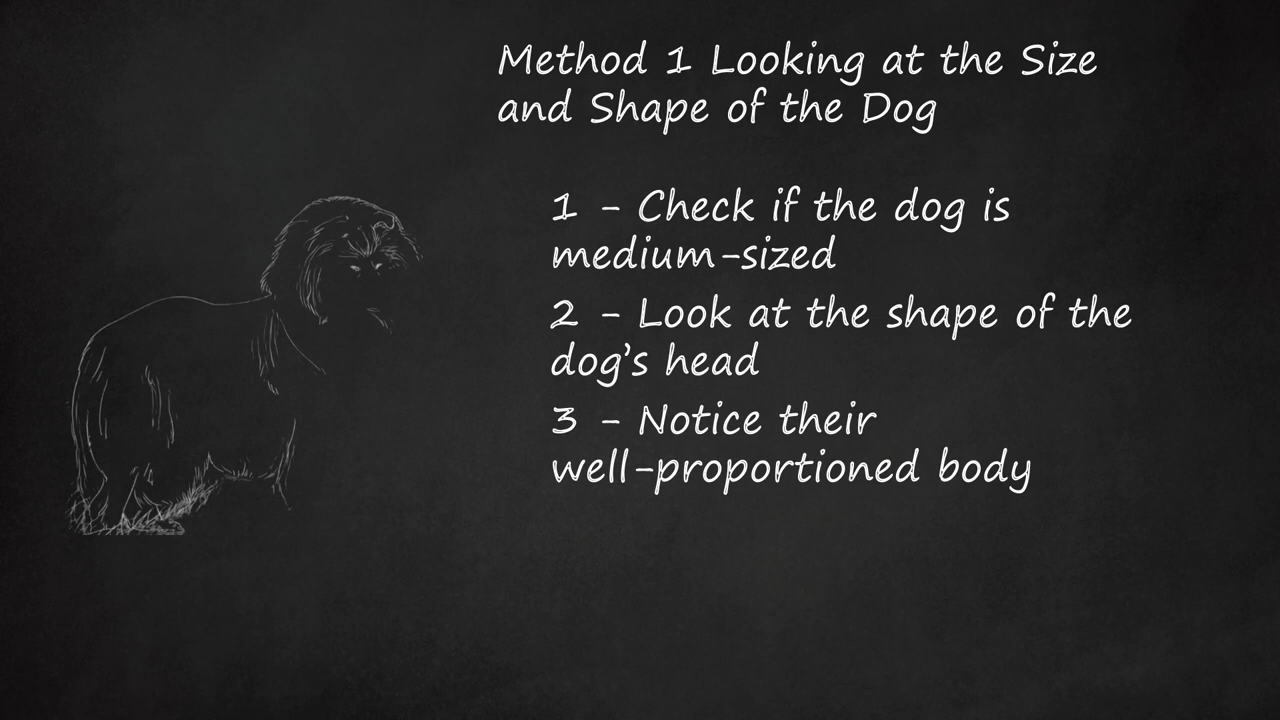 Method 1 Looking at the Size
and Shape of the Dog
1 - Check if the dog is
medium-sized
2 - Look at the shape of the
dog's head
3 - Notice their
well-proportioned body